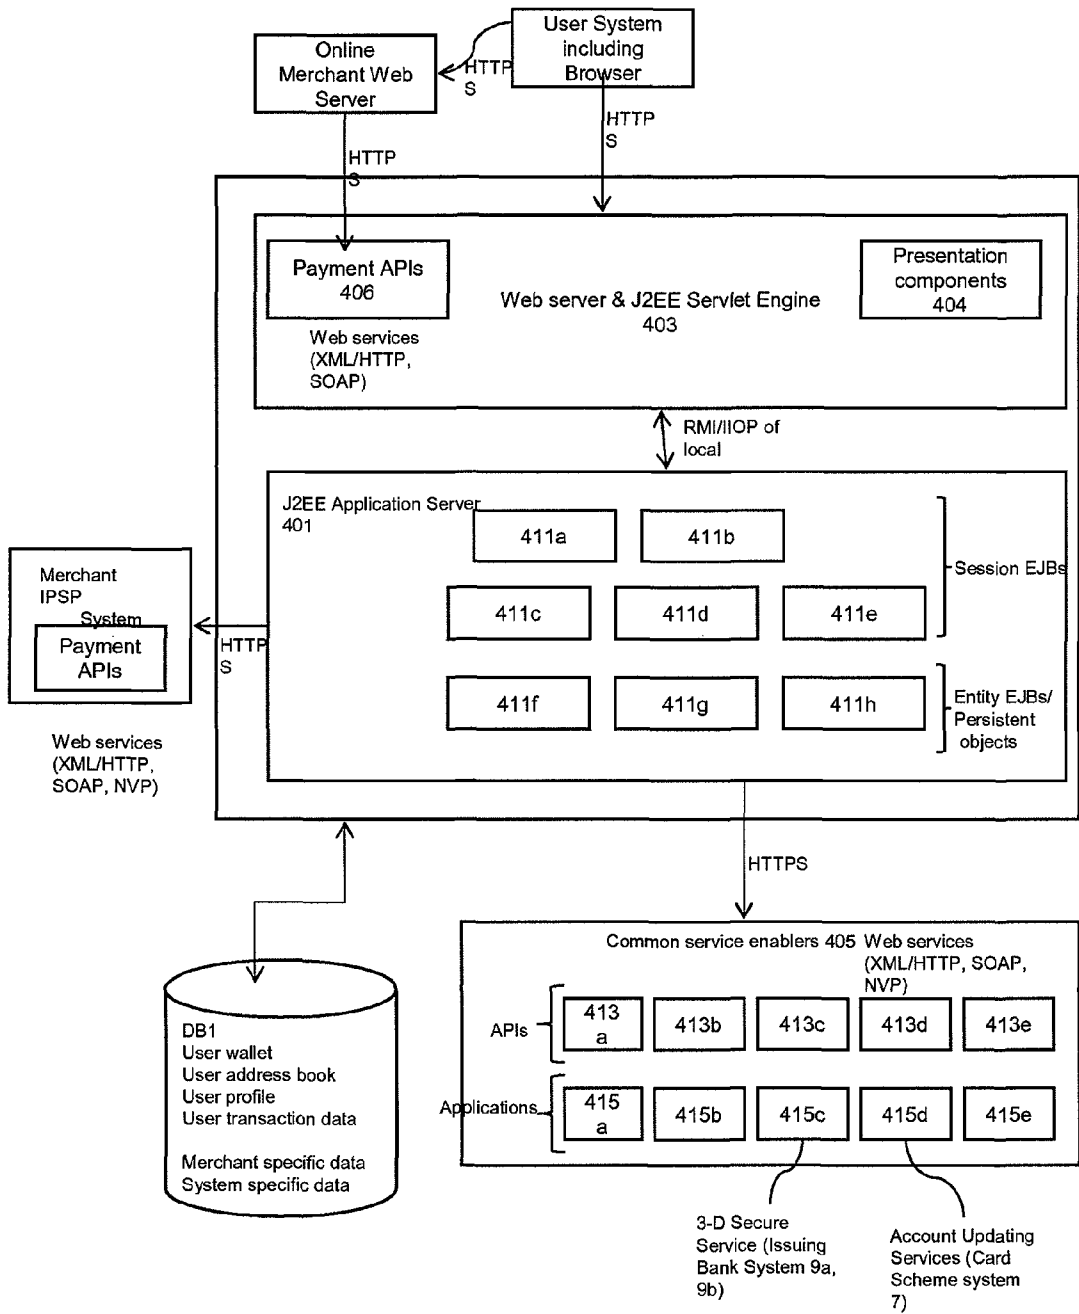 User System
including
Browser
Online
Merchant Web
Server
HTTP
S
HTTP
S
HTTP
S
Payment APIs
406
Web services
(XML/HTTP,
SOAP)
Web server & J2EE Servlet Engine
403
Presentation
components
404
RMI/IIOP of
local
J2EE Application Server
401
411a
411b
411c
411d
411e
Session EJBs
411f
411g
411h
Entity EJBs/
Persistent
objects
Merchant
IPSP
System
Payment
APIs
HTTP
S
Web services
(XML/HTTP,
SOAP, NVP)
HTTPS
Common service enablers 405
Web services
(XML/HTTP, SOAP,
NVP)
APIs
413
a
413b
413c
413d
413e
Applications
415
a
415b
415c
415d
415e
DB1
User wallet
User address book
User profile
User transaction data
Merchant specific data
System specific data
3-D Secure
Service (Issuing
Bank System 9a,
9b)
Account Updating
Services (Card
Scheme system
7)